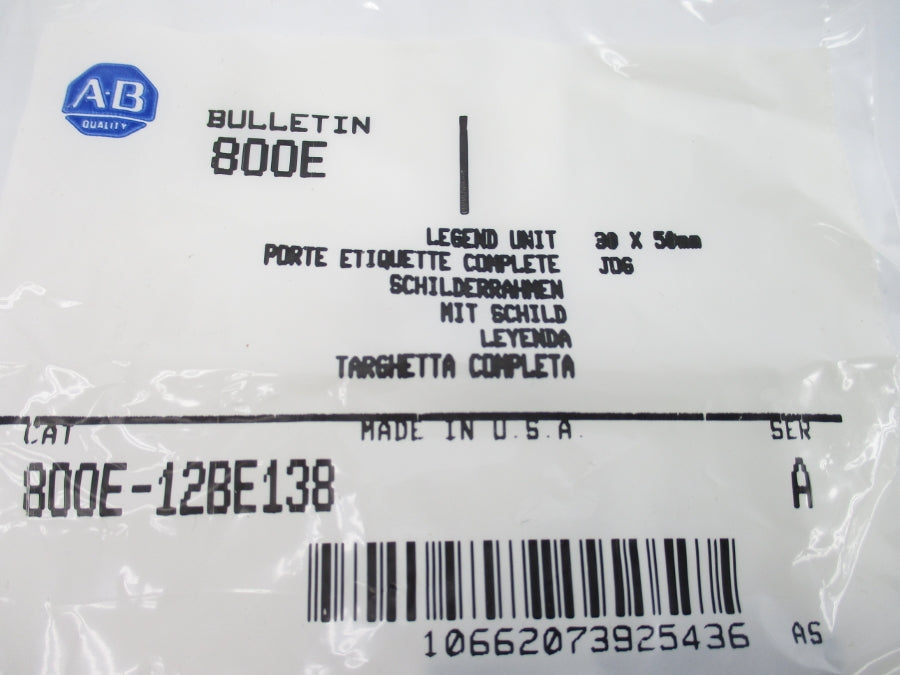 A·B
QUALITY
BULLETIN
800E
LEGEND UNIT 30 X 50mm
PORTE ETIQUETTE COMPLETE JOG
SCHILDERRAHMEN
MIT SCHILD
LEYENDA
TARGHETTA COMPLETA
CAT MADE IN U.S.A. SER
800E-12BE138 A
10662073925436 AS